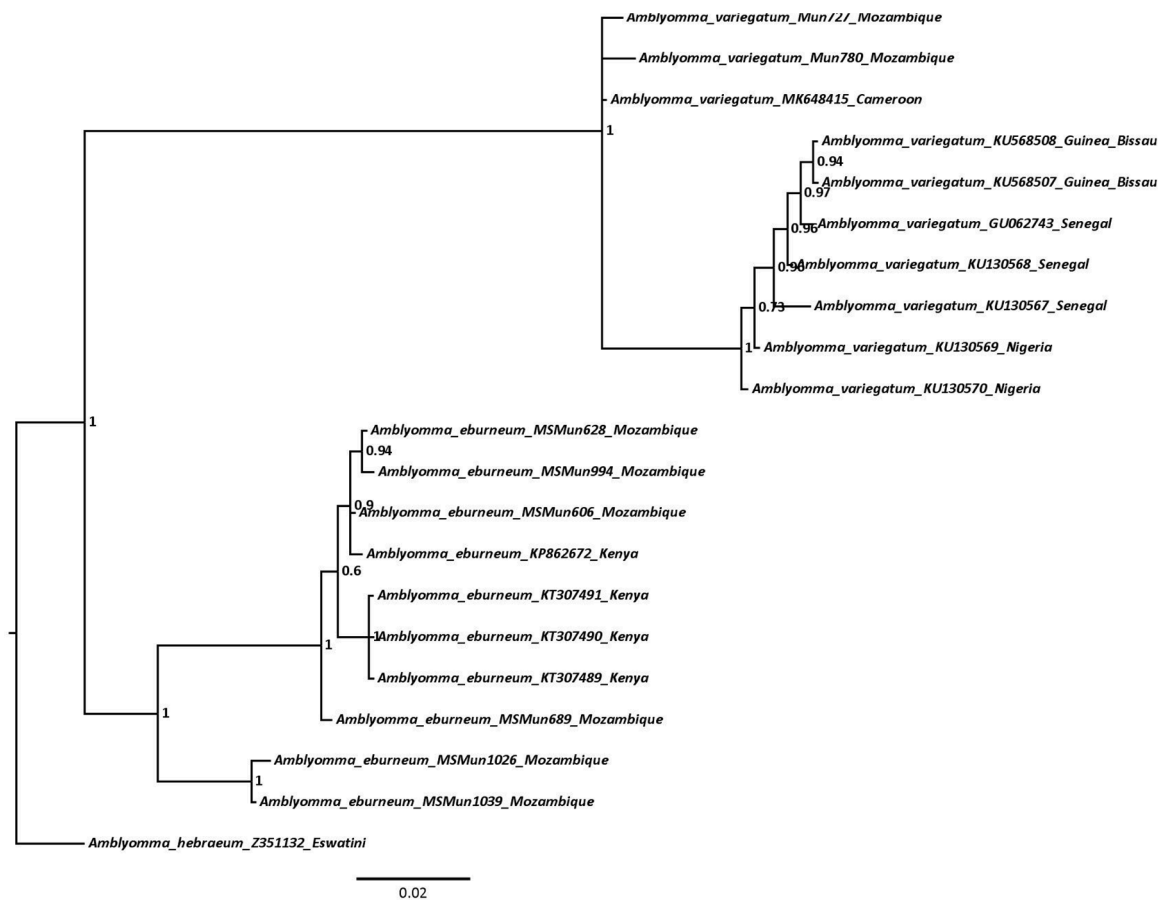 Amblyomma_variegatum_Mun727_Mozambique
Amblyomma_variegatum_Mun780_Mozambique
Amblyomma_variegatum_MK648415_Cameroon
1
Amblyomma_variegatum_KU568508_Guinea_Bissau
0.94
Amblyomma_variegatum_KU568507_Guinea_Bissau
0.97
Amblyomma_variegatum_GU062743_Senegal
0.96
Amblyomma_variegatum_KU130568_Senegal
0.96
Amblyomma_variegatum_KU130567_Senegal
0.73
Amblyomma_variegatum_KU130569_Nigeria
1
Amblyomma_variegatum_KU130570_Nigeria
1
Amblyomma_eburneum_MSMun628_Mozambique
0.94
Amblyomma_eburneum_MSMun994_Mozambique
0.9
Amblyomma_eburneum_MSMun606_Mozambique
Amblyomma_eburneum_KP862672_Kenya
0.6
Amblyomma_eburneum_KT307491_Kenya
1
Amblyomma_eburneum_KT307490_Kenya
1
Amblyomma_eburneum_KT307489_Kenya
1
Amblyomma_eburneum_MSMun689_Mozambique
Amblyomma_eburneum_MSMun1026_Mozambique
1
Amblyomma_eburneum_MSMun1039_Mozambique
Amblyomma_hebraeum_Z351132_Eswatini
0.02